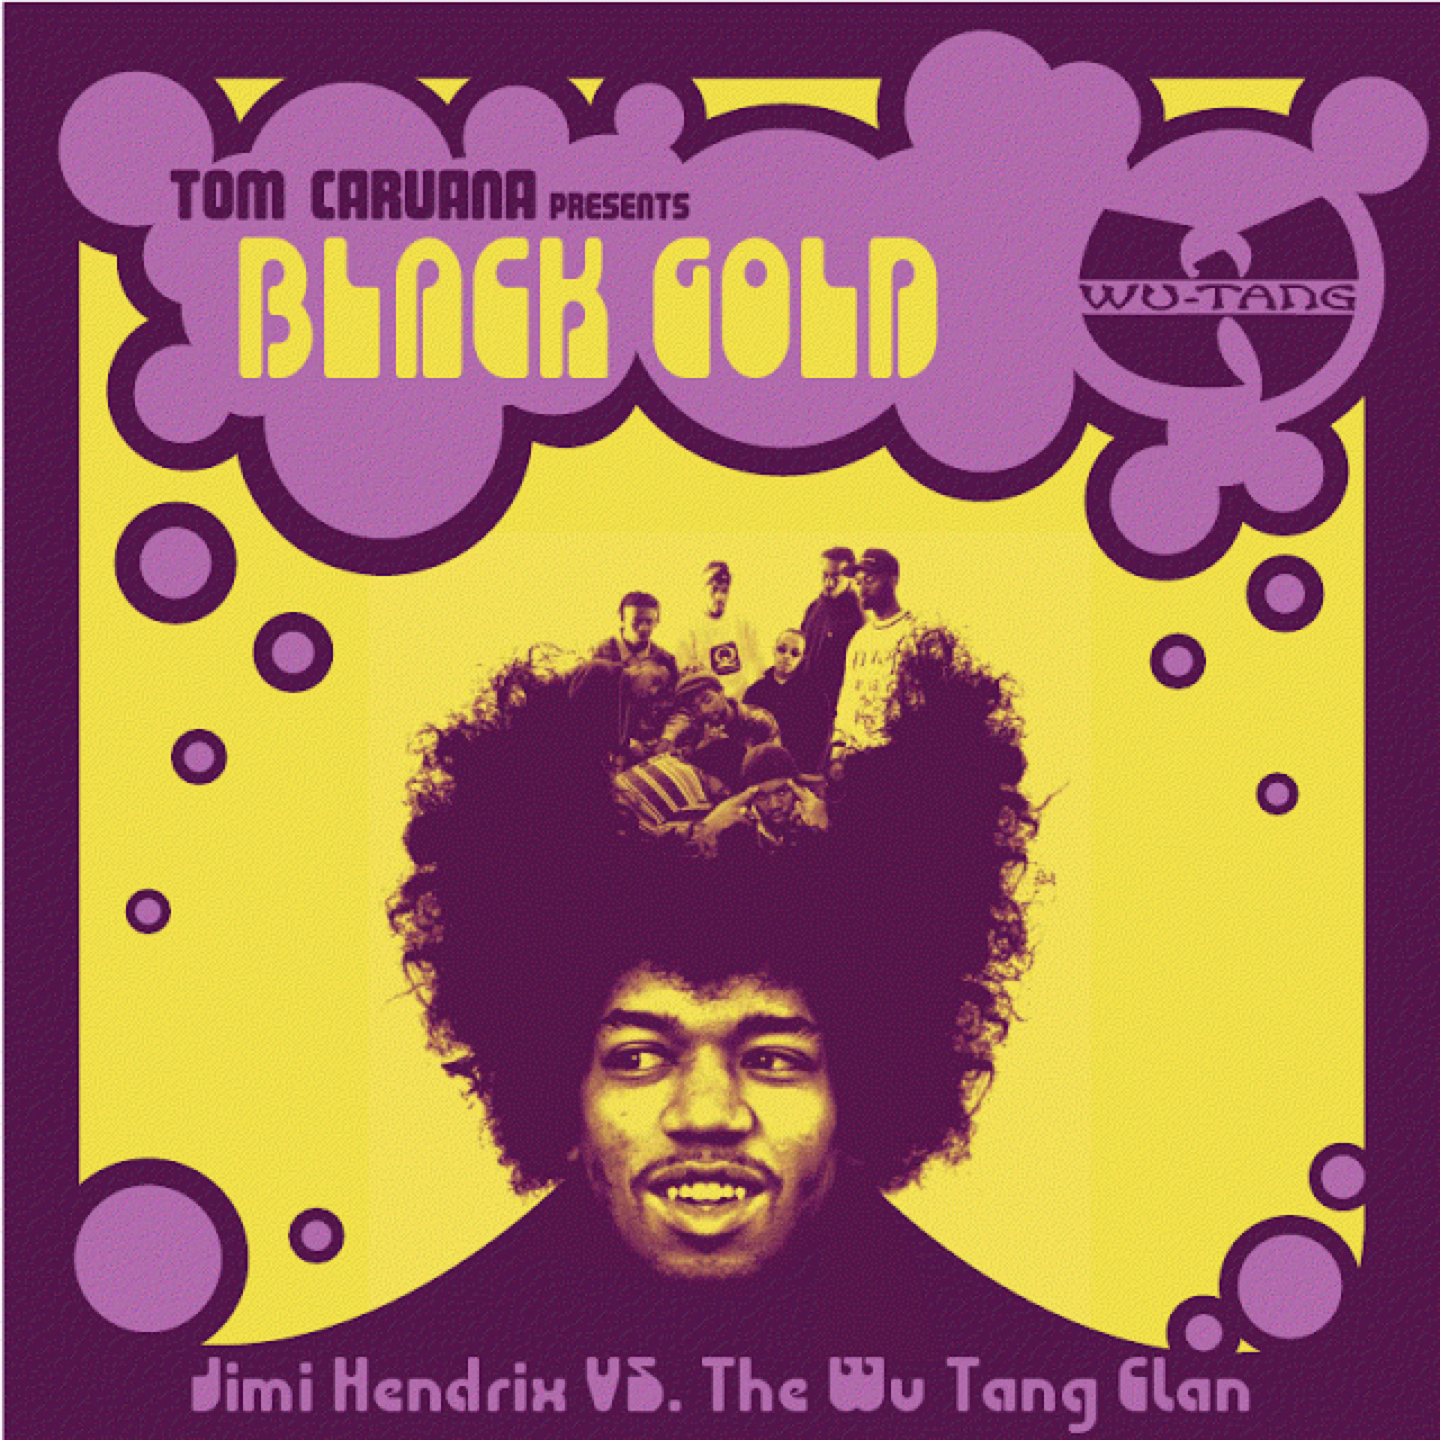 TOM CARUANA PRESENTS
BLACK GOLD
WU-TANG
Jimi Hendrix VS. The Wu Tang Clan